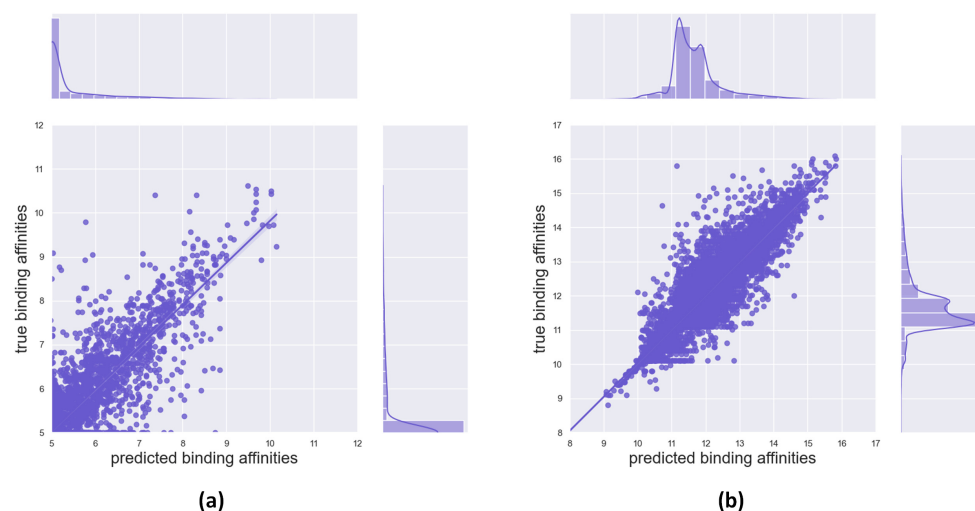 12
11
10
9
8
7
6
5
true binding affinities
5 6 7 8 9 10 11 12
predicted binding affinities
(a)
17
16
15
14
13
12
11
10
9
8
true binding affinities
8 9 10 11 12 13 14 15 16 17
predicted binding affinities
(b)